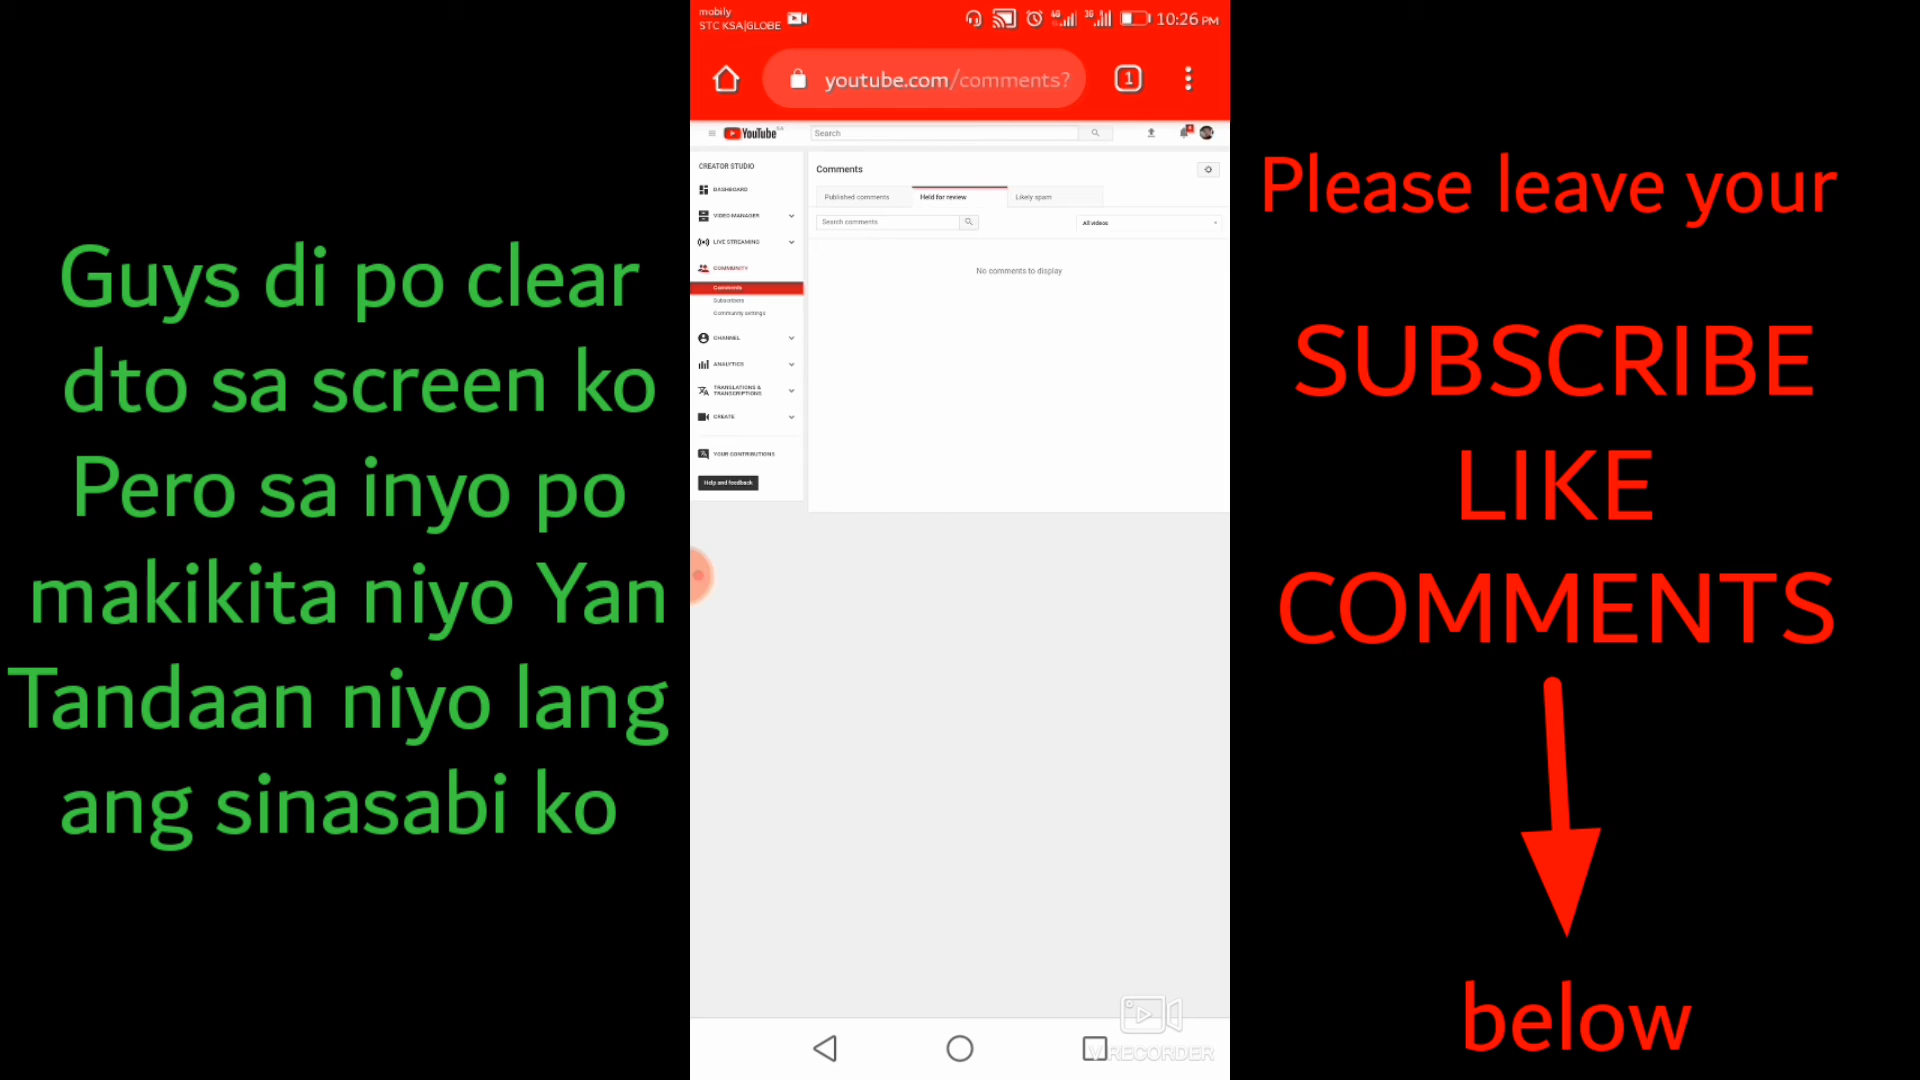 Guys di po clear
dto sa screen ko
Pero sa inyo po
makikita niyo Yan
Tandaan niyo lang
ang sinasabi ko
mobily
STC KSA|GLOBE
4G
3G
10:26 PM
youtube.com/comments?
1
YouTube
Search
CREATOR STUDIO
DASHBOARD
VIDEO MANAGER
LIVE STREAMING
COMMUNITY
Comments
Subscribers
Community settings
CHANNEL
ANALYTICS
TRANSLATIONS &
TRANSCRIPTIONS
CREATE
YOUR CONTRIBUTIONS
Help and feedback
Comments
Published comments
Held for review
Likely spam
Search comments
All videos
No comments to display
V RECORDER
Please leave your
SUBSCRIBE
LIKE
COMMENTS
below